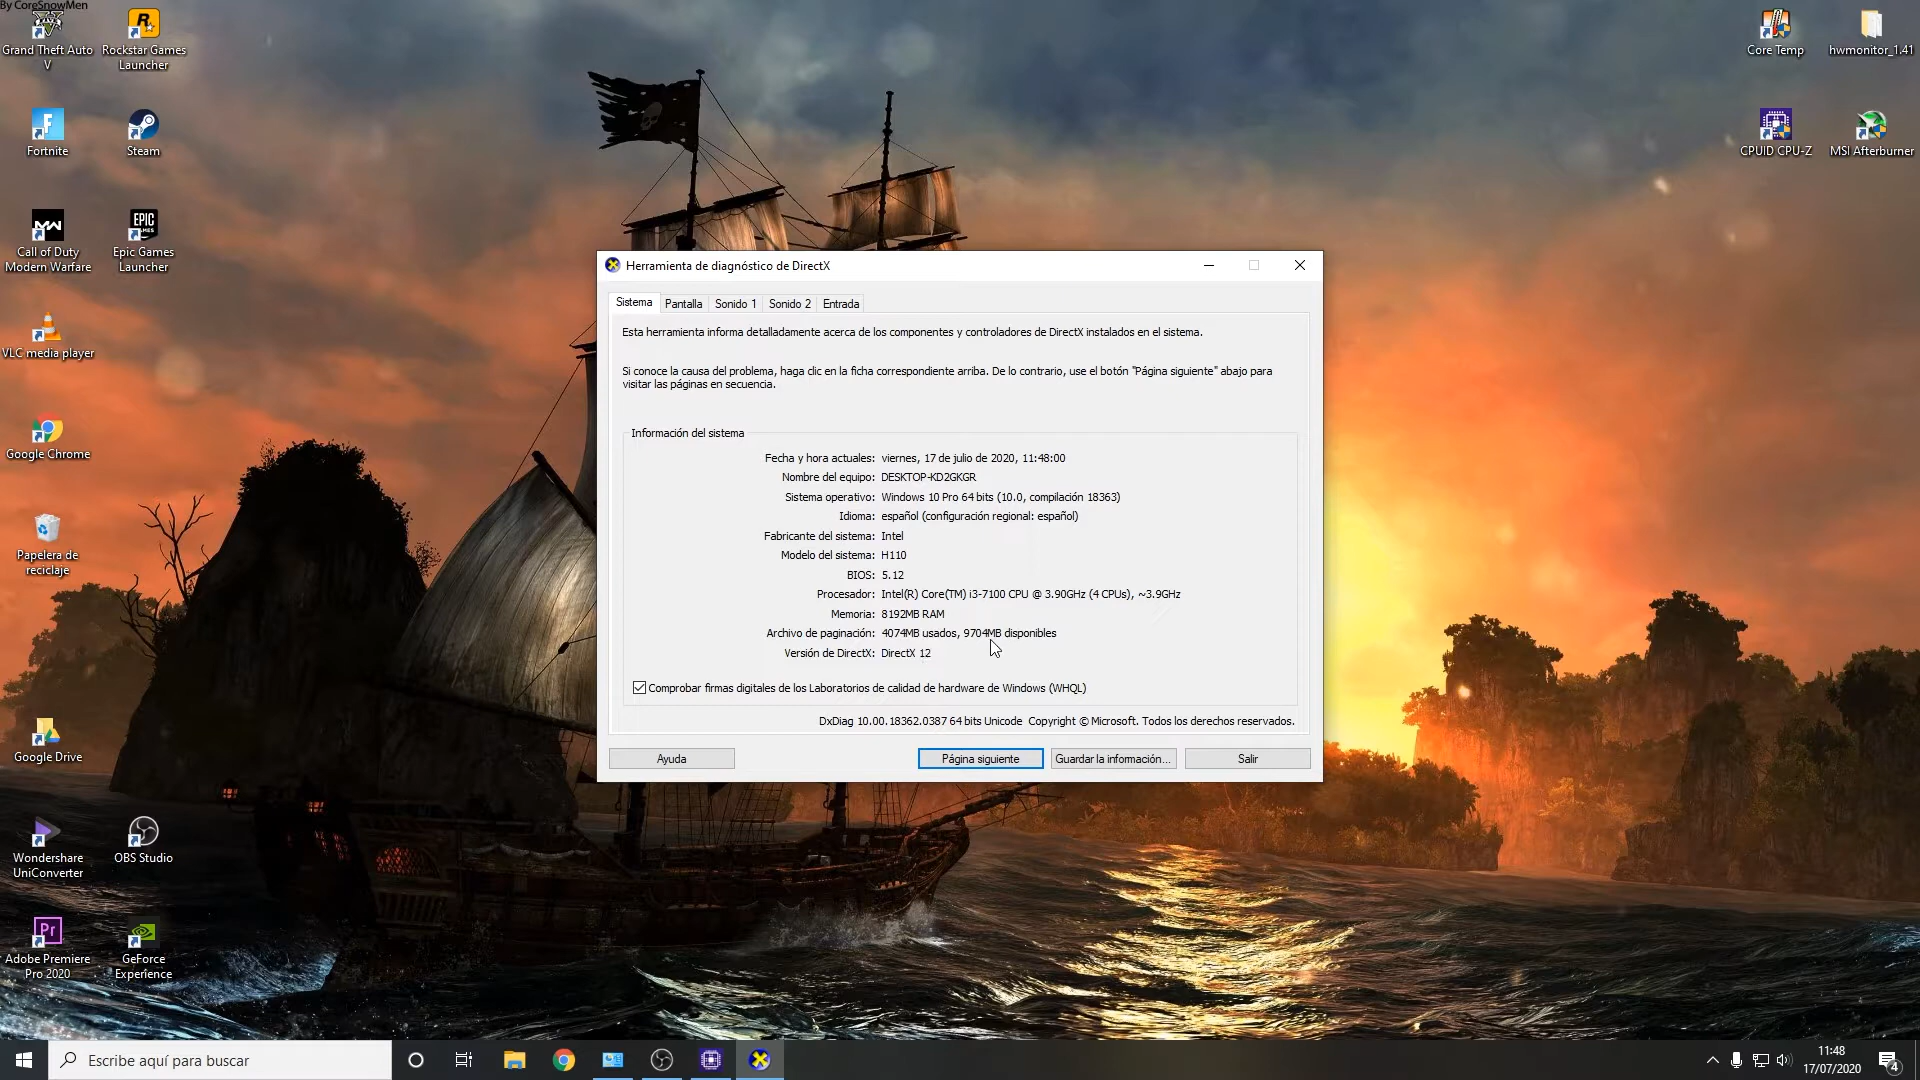 By CoreSnowMen
Grand Theft Auto
V
Rockstar Games
Launcher
Fortnite
Steam
Call of Duty
Modern Warfare
Epic Games
Launcher
EPIC
GAMES
VLC media player
Google Chrome
Papelera de
reciclaje
Google Drive
Wondershare
UniConverter
OBS Studio
Pr
Adobe Premiere
Pro 2020
GeForce
Experience
Core Temp
hwmonitor_1.41
CPUID CPU-Z
MSI Afterburner
Herramienta de diagnóstico de DirectX
Sistema
Pantalla
Sonido 1
Sonido 2
Entrada
Esta herramienta informa detalladamente acerca de los componentes y controladores de DirectX instalados en el sistema.
Si conoce la causa del problema, haga clic en la ficha correspondiente arriba. De lo contrario, use el botón "Página siguiente" abajo para
visitar las páginas en secuencia.
Información del sistema
Fecha y hora actuales: viernes, 17 de julio de 2020, 11:48:00
Nombre del equipo: DESKTOP-KD2GKGR
Sistema operativo: Windows 10 Pro 64 bits (10.0, compilación 18363)
Idioma: español (configuración regional: español)
Fabricante del sistema: Intel
Modelo del sistema: H110
BIOS: 5.12
Procesador: Intel(R) Core(TM) i3-7100 CPU @ 3.90GHz (4 CPUs), ~3.9GHz
Memoria: 8192MB RAM
Archivo de paginación: 4074MB usados, 9704MB disponibles
Versión de DirectX: DirectX 12
Comprobar firmas digitales de los Laboratorios de calidad de hardware de Windows (WHQL)
DxDiag 10.00.18362.0387 64 bits Unicode Copyright © Microsoft. Todos los derechos reservados.
Ayuda
Página siguiente
Guardar la información...
Salir
Escribe aquí para buscar
11:48
17/07/2020
4